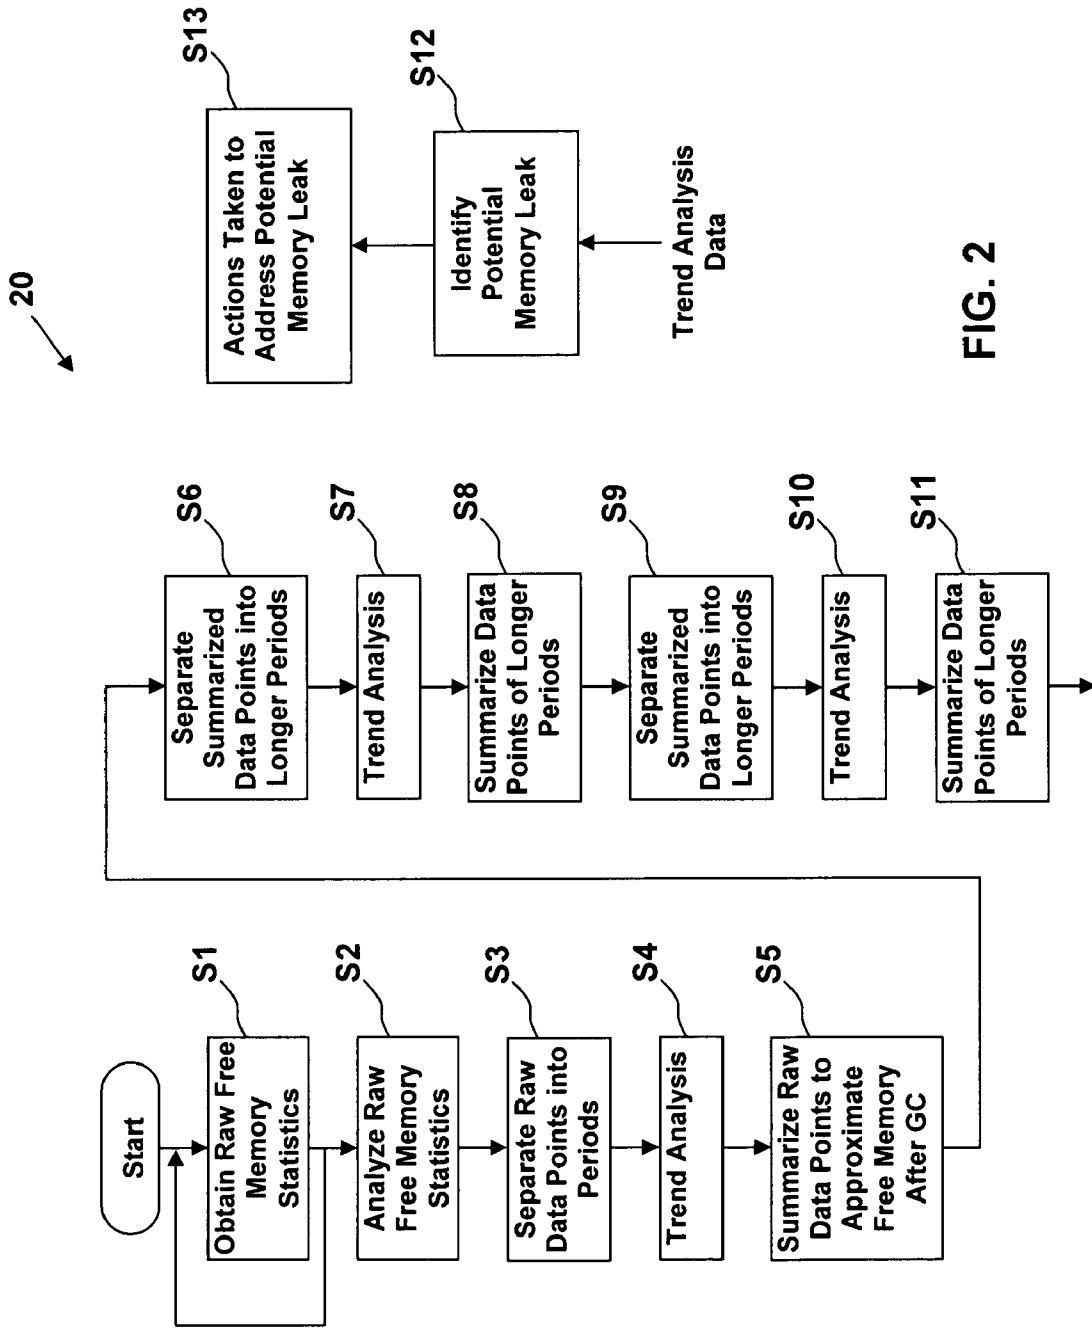 20
Start
S1
Obtain Raw Free
Memory
Statistics
S2
Analyze Raw
Free Memory
Statistics
S3
Separate Raw
Data Points into
Periods
S4
Trend Analysis
S5
Summarize Raw
Data Points to
Approximate
Free Memory
After GC
S6
Separate
Summarized
Data Points into
Longer Periods
S7
Trend Analysis
S8
Summarize Data
Points of Longer
Periods
S9
Separate
Summarized
Data Points into
Longer Periods
S10
Trend Analysis
S11
Summarize Data
Points of Longer
Periods
S13
Actions Taken to
Address Potential
Memory Leak
S12
Identify
Potential
Memory Leak
Trend Analysis
Data
FIG. 2